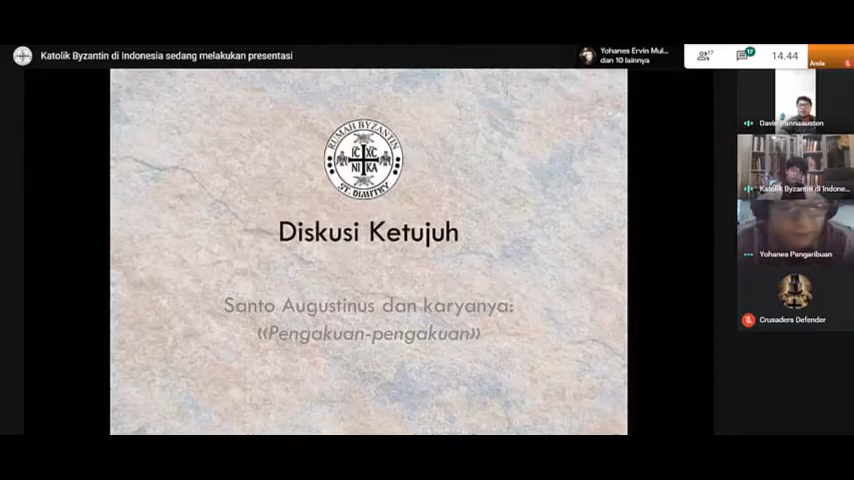 Katolik Byzantin di Indonesia sedang melakukan presentasi
Yohanes Ervin Mul...
dan 10 lainnya
17
17
14.44
Anda
RUMAH BYZANTIN
IC XC
NI KA
ST. DIMITRY
Diskusi Ketujuh
Santo Augustinus dan karyanya:
«Pengakuan-pengakuan»
David
Katolik Byzantin di Indone...
Yohanes Pangaribuan
Crusaders Defender